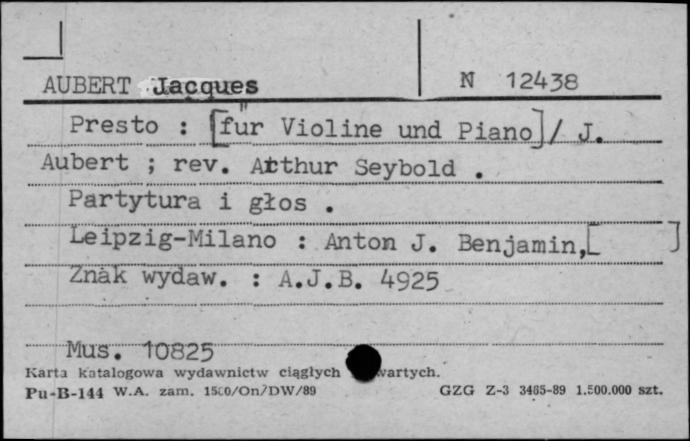 AUBERT Jacques N 12438
Presto : [für Violine und Piano] / J.
Aubert ; rev. Arthur Seybold .
Partytura i głos .
Leipzig-Milano : Anton J. Benjamin,[ ]
Znak wydaw. : A.J.B. 4925
Mus. 10825
Karta katalogowa wydawnictw ciągłych wartych.
Pu-B-144 W.A. zam. /On/DW/89 GZG Z-3 3465-89 1.500.000 szt.